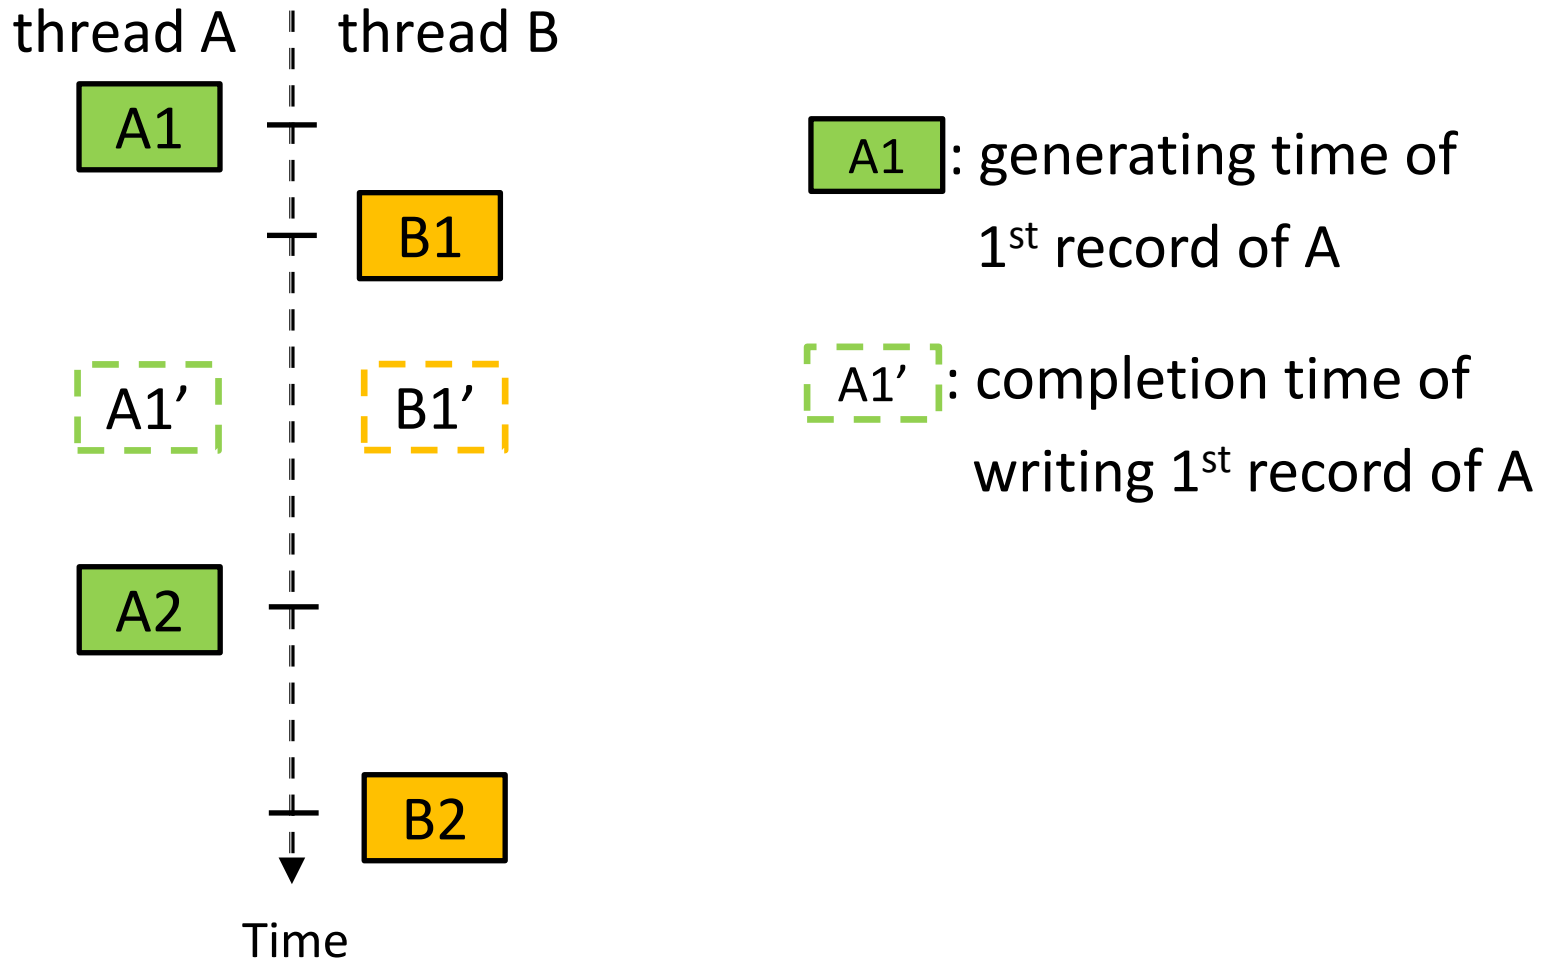 thread A
thread B
A1
B1
A1’
B1’
A2
B2
Time
A1 : generating time of
1st record of A
A1’ : completion time of
writing 1st record of A